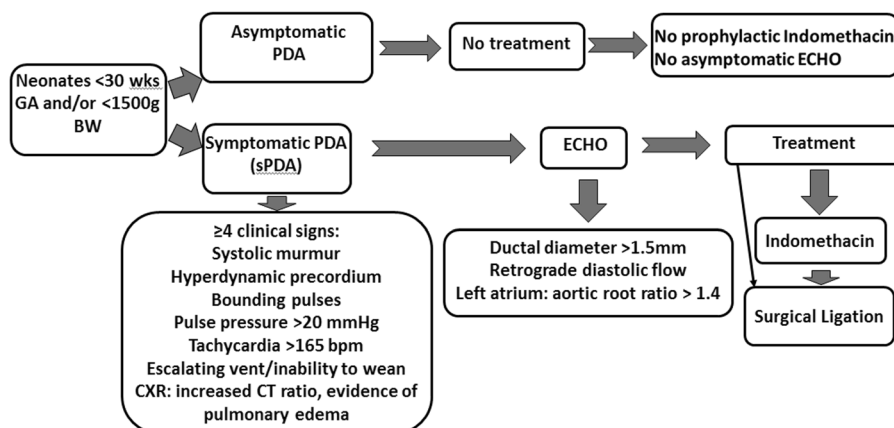 Asymptomatic
PDA
No treatment
No prophylactic Indomethacin
No asymptomatic ECHO
Neonates <30 wks
GA and/or <1500g
BW
Symptomatic PDA
(sPDA)
ECHO
Treatment
≥4 clinical signs:
Systolic murmur
Hyperdynamic precordium
Bounding pulses
Pulse pressure >20 mmHg
Tachycardia >165 bpm
Escalating vent/inability to wean
CXR: increased CT ratio, evidence of
pulmonary edema
Ductal diameter >1.5mm
Retrograde diastolic flow
Left atrium: aortic root ratio > 1.4
Indomethacin
Surgical Ligation